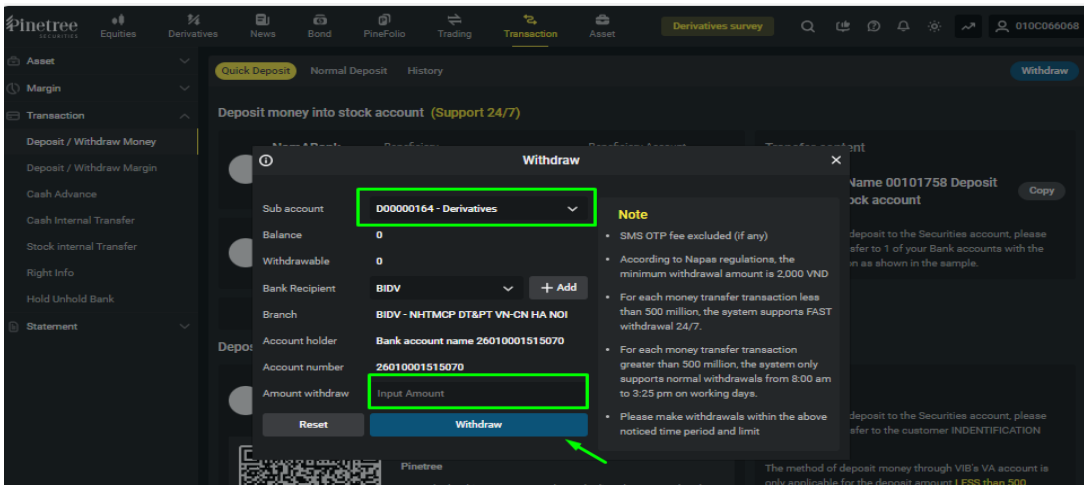 Pinetree
SECURITIES
Equities
Derivatives
News
Bond
PineFolio
Trading
Transaction
Asset
Derivatives survey
010C066068
Asset
Margin
Transaction
Deposit / Withdraw Money
Deposit / Withdraw Margin
Cash Advance
Cash Internal Transfer
Stock internal Transfer
Right Info
Hold Unhold Bank
Statement
Quick Deposit
Normal Deposit
History
Withdraw
Deposit money into stock account (Support 24/7)
Withdraw
Sub account
D00000164 - Derivatives
Balance
0
Withdrawable
0
Bank Recipient
BIDV
+ Add
Branch
BIDV - NHTMCP DT&PT VN-CN HA NOI
Account holder
Bank account name 26010001515070
Account number
26010001515070
Amount withdraw
Input Amount
Reset
Withdraw
Note
• SMS OTP fee excluded (if any)
• According to Napas regulations, the
minimum withdrawal amount is 2,000 VND
• For each money transfer transaction less
than 500 million, the system supports FAST
withdrawal 24/7.
• For each money transfer transaction
greater than 500 million, the system only
supports normal withdrawals from 8:00 am
to 3:25 pm on working days.
• Please make withdrawals within the above
noticed time period and limit
Name 00101758 Deposit
account
Copy
deposit to the Securities account, please
to 1 of your Bank accounts with the
as shown in the sample.
deposit to the Securities account, please
to the customer INDENTIFICATION
Pinetree
The method of deposit money through VIB's VA account is
only applicable for the deposit amount LESS than 500